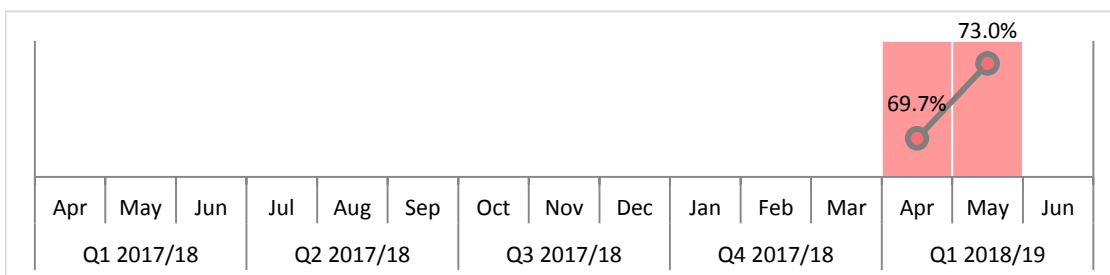 73.0%
69.7%
Apr May Jun Jul Aug Sep Oct Nov Dec Jan Feb Mar Apr May Jun
Q1 2017/18 Q2 2017/18 Q3 2017/18 Q4 2017/18 Q1 2018/19